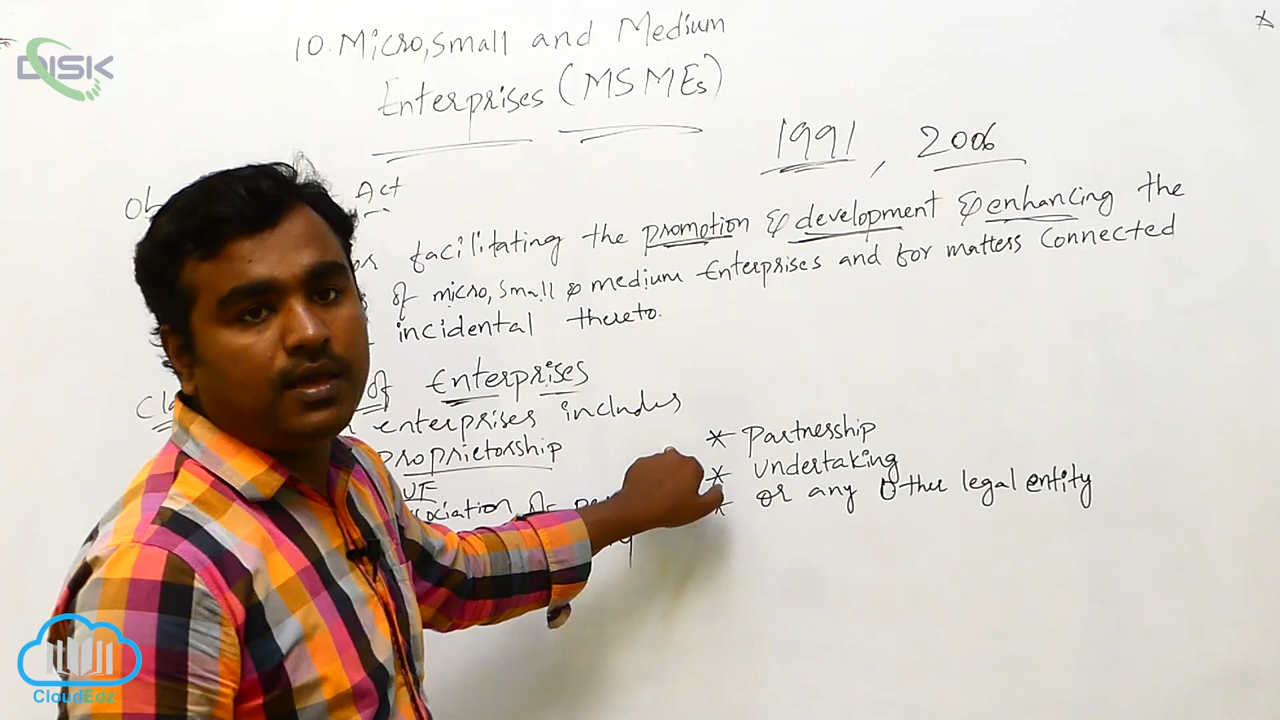 10. Micro, Small and Medium
Enterprises (MSMEs)
DISK
1991, 2006
Act
facilitating the promotion & development & enhancing the
of micro, small & medium Enterprises and for matters connected
incidental thereto.
of Enterprises
enterprises includes
proprietorship
* Partnership
* undertaking
* or any other legal entity
CloudEdz